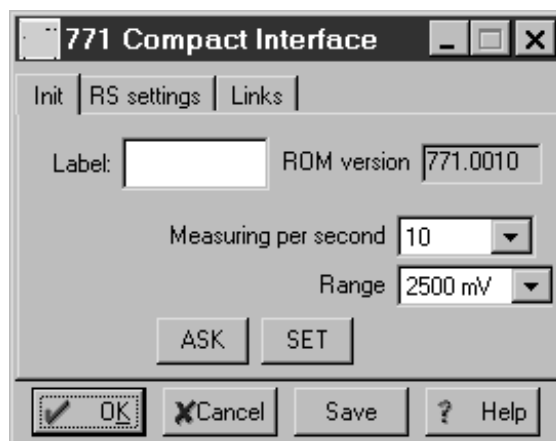 771 Compact Interface
Init RS settings Links
Label: ROM version 771.0010
Measuring per second 10
Range 2500 mV
ASK SET
OK Cancel Save ? Help